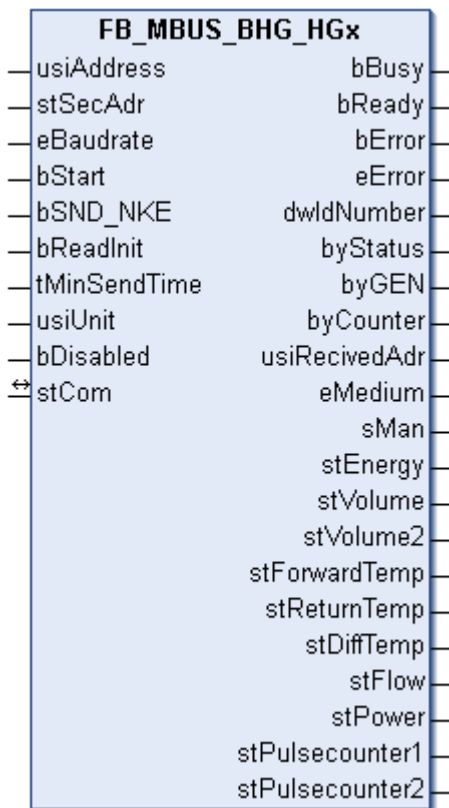 FB_MBUS_BHG_HGx
usiAddress bBusy
stSecAdr bReady
eBaudrate bError
bStart eError
bSND_NKE dwIdNumber
bReadInit byStatus
tMinSendTime byGEN
usiUnit byCounter
bDisabled usiRecivedAdr
stCom eMedium
sMan
stEnergy
stVolume
stVolume2
stForwardTemp
stReturnTemp
stDiffTemp
stFlow
stPower
stPulsecounter1
stPulsecounter2